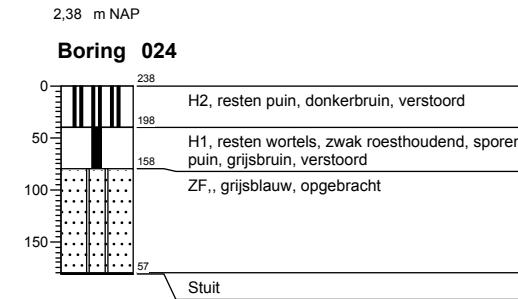 2,38 m NAP
Boring 024
0
238
H2, resten puin, donkerbruin, verstoord
198
50
H1, resten wortels, zwak roesthoudend, sporen
puin, grijsbruin, verstoord
158
100
ZF,, grijsblauw, opgebracht
150
57
Stuit